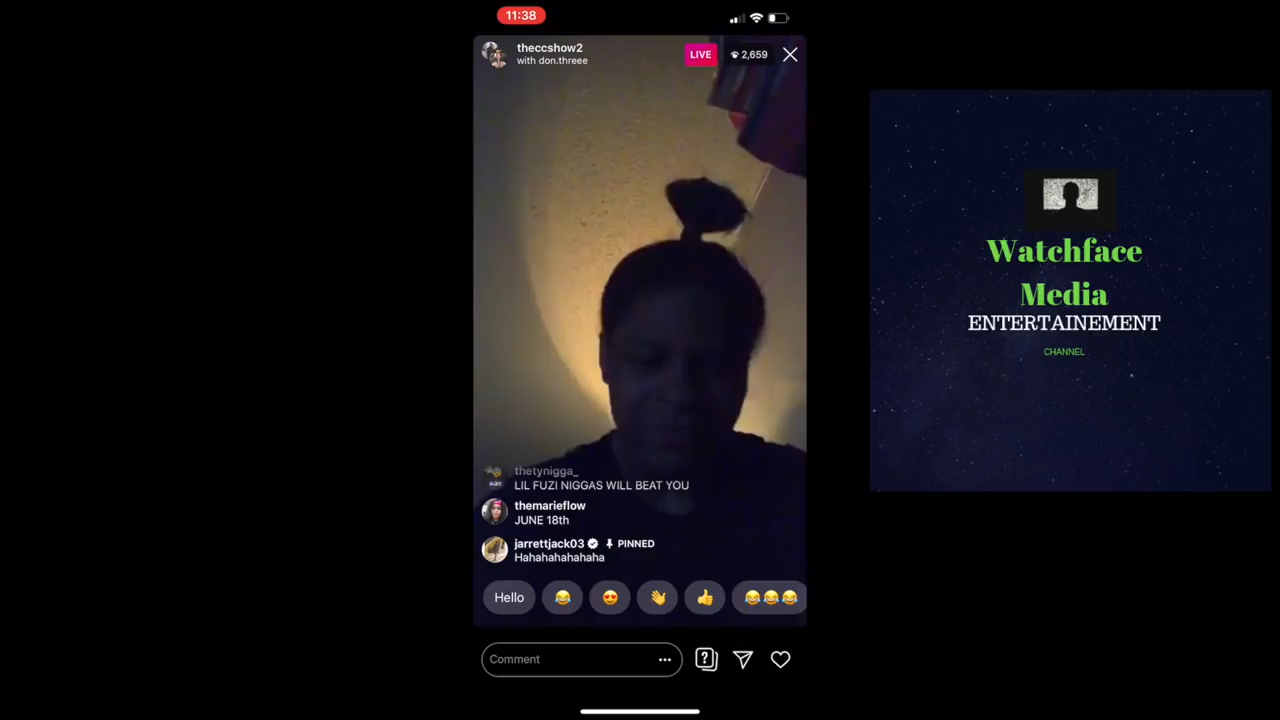 11:38
theccshow2
with don.threee
LIVE
2,659
thetynigga_
LIL FUZI NIGGAS WILL BEAT YOU
themarieflow
JUNE 18th
jarrettjack03 PINNED
Hahahahahahaha
Hello
Comment
Watchface
Media
ENTERTAINEMENT
CHANNEL